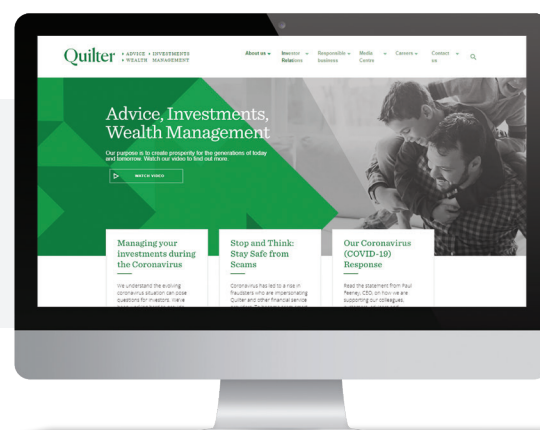 Quilter
ADVICE INVESTMENTS
WEALTH MANAGEMENT
About us
Investor Relations
Responsible business
Media Centre
Careers
Contact us
Advice, Investments,
Wealth Management
Our purpose is to create prosperity for the generations of today
and tomorrow. Watch our video to find out more.
WATCH VIDEO
Managing your
investments during
the Coronavirus
We understand the evolving
coronavirus situation can pose
questions for investors. We've
Stop and Think:
Stay Safe from
Scams
Coronavirus has led to a rise in
fraudsters who are impersonating
Quilter and other financial service
Our Coronavirus
(COVID-19)
Response
Read the statement from Paul
Feeney, CEO, on how we are
supporting our colleagues,